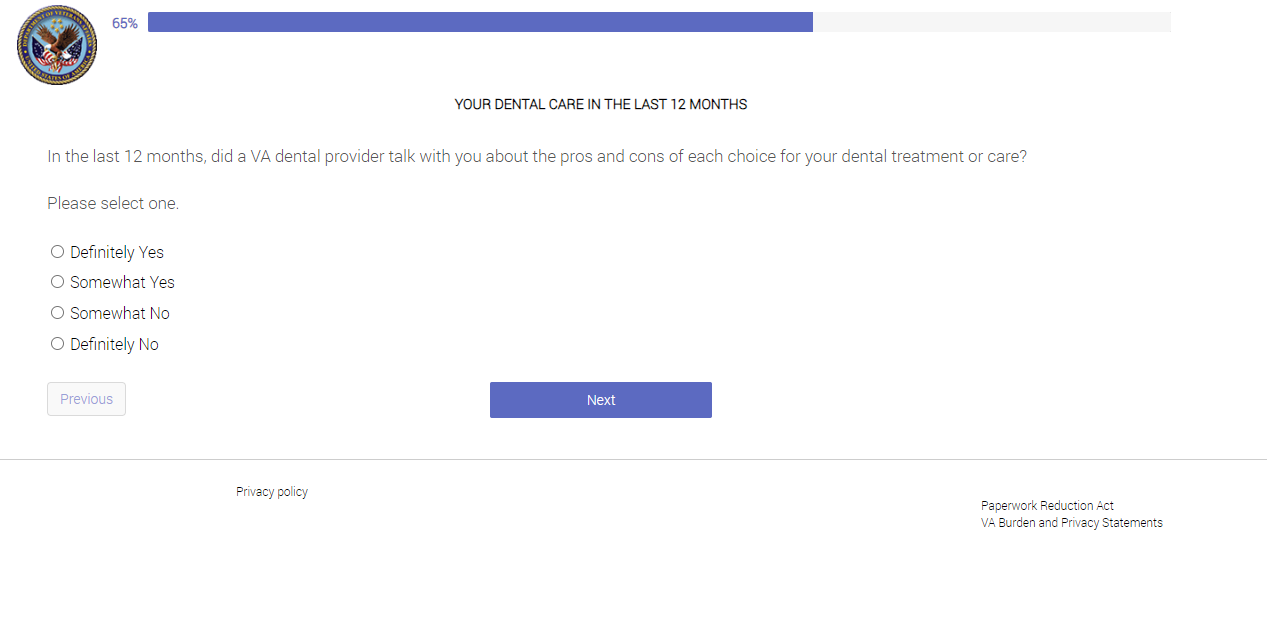 65%
YOUR DENTAL CARE IN THE LAST 12 MONTHS
In the last 12 months, did a VA dental provider talk with you about the pros and cons of each choice for your dental treatment or care?
Please select one.
Definitely Yes
Somewhat Yes
Somewhat No
Definitely No
Previous
Next
Privacy policy
Paperwork Reduction Act
VA Burden and Privacy Statements